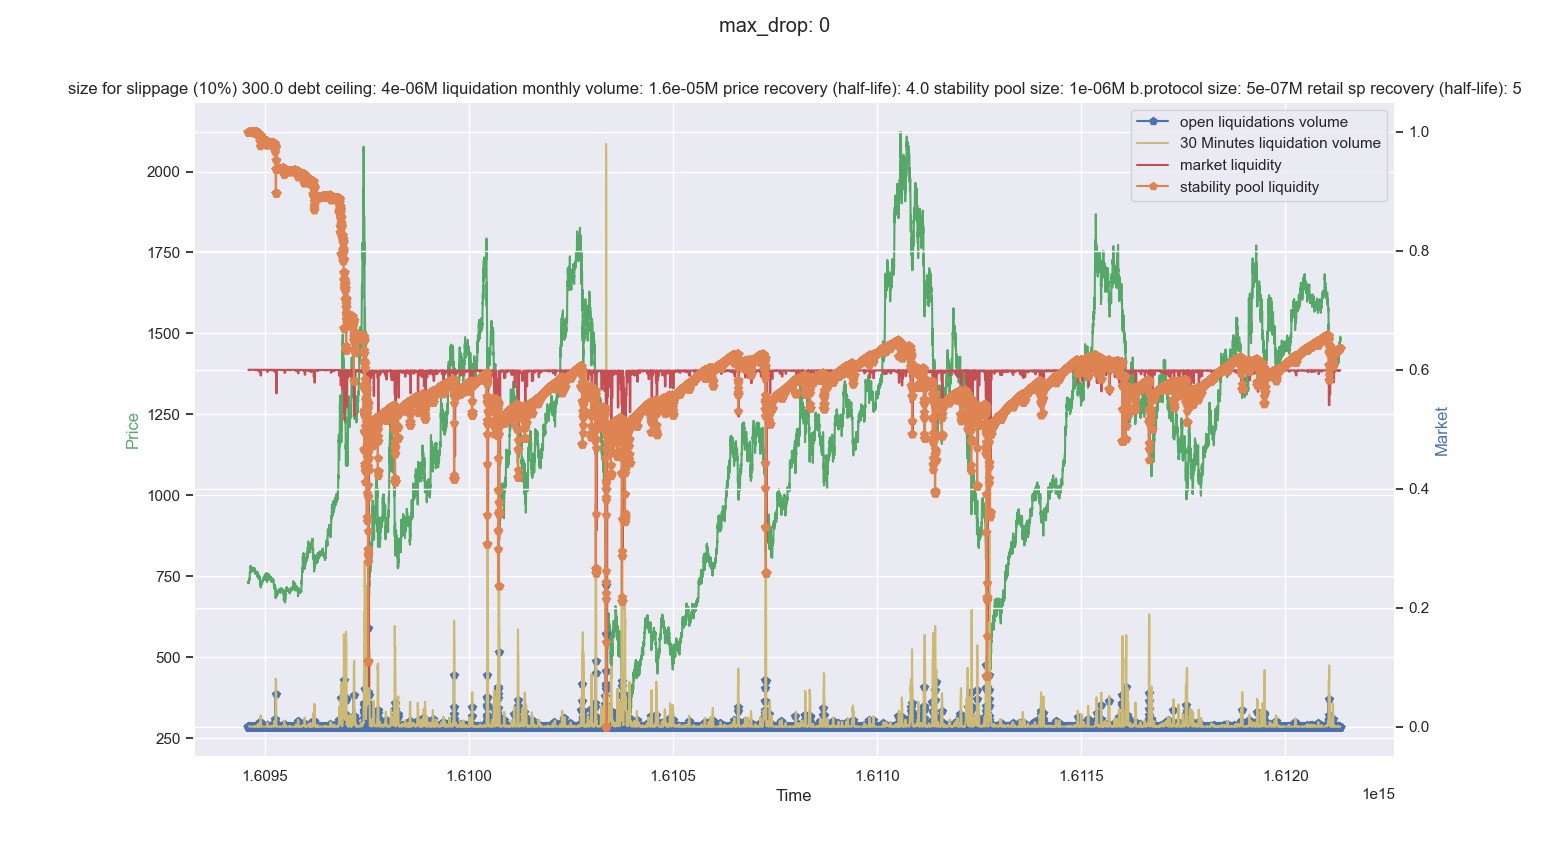 max_drop: 0
size for slippage (10%) 300.0 debt ceiling: 4e-06M liquidation monthly volume: 1.6e-05M price recovery (half-life): 4.0 stability pool size: 1e-06M b.protocol size: 5e-07M retail sp recovery (half-life): 5
open liquidations volume
30 Minutes liquidation volume
market liquidity
stability pool liquidity
2000
1750
1500
1250
1000
750
500
250
Price
1.0
0.8
0.6
0.4
0.2
0.0
Market
1.6095
1.6100
1.6105
1.6110
1.6115
1.6120
Time
1e15